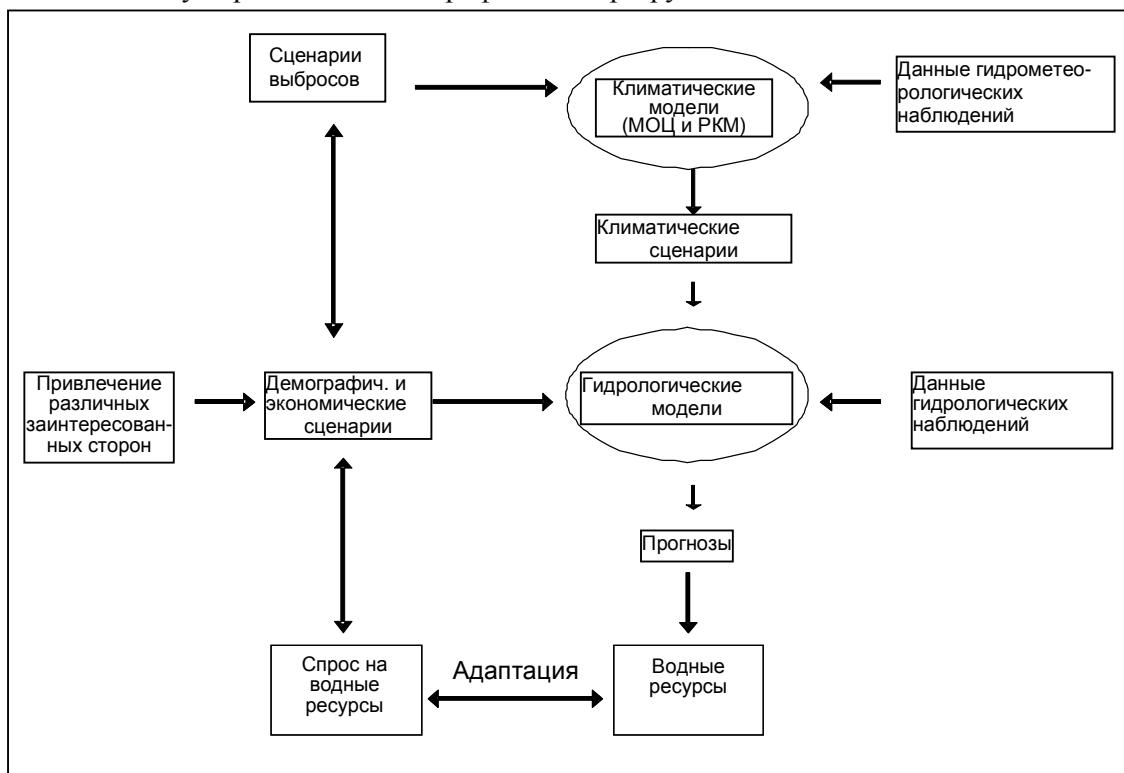 Сценарии
выбросов
Климатические
модели
(МОЦ и РКМ)
Данные гидрометео-
рологических
наблюдений
Климатические
сценарии
Привлечение
различных
заинтересован-
ных сторон
Демографич. и
экономические
сценарии
Гидрологические
модели
Данные
гидрологических
наблюдений
Прогнозы
Спрос на
водные
ресурсы
Адаптация
Водные
ресурсы